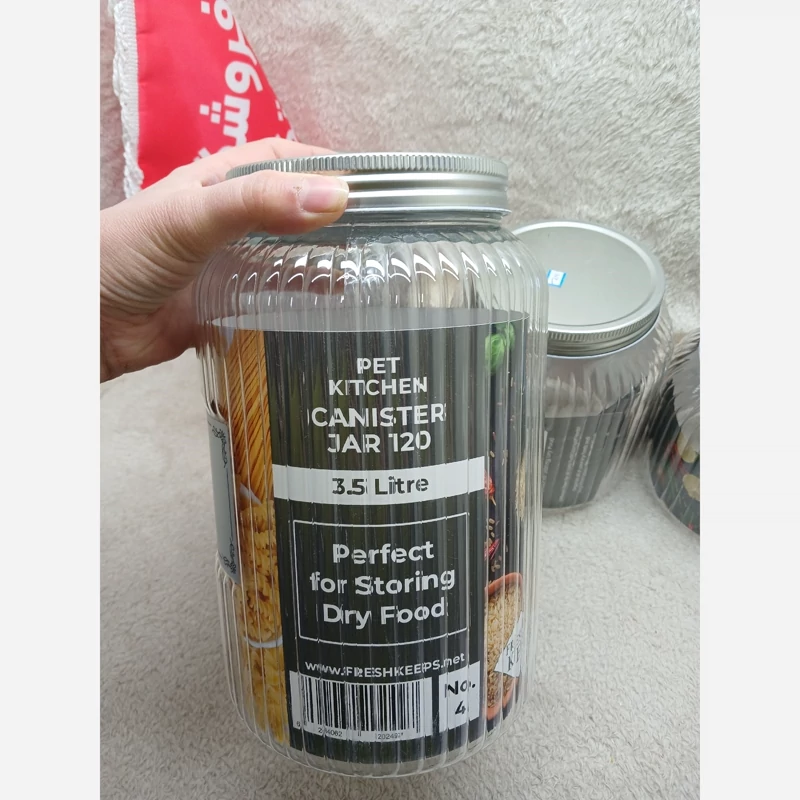 PET
KITCHEN
CANISTER
JAR 120
3.5 Litre
Perfect
for Storing
Dry Food
www.FRESHKEEPS.net
No.
4